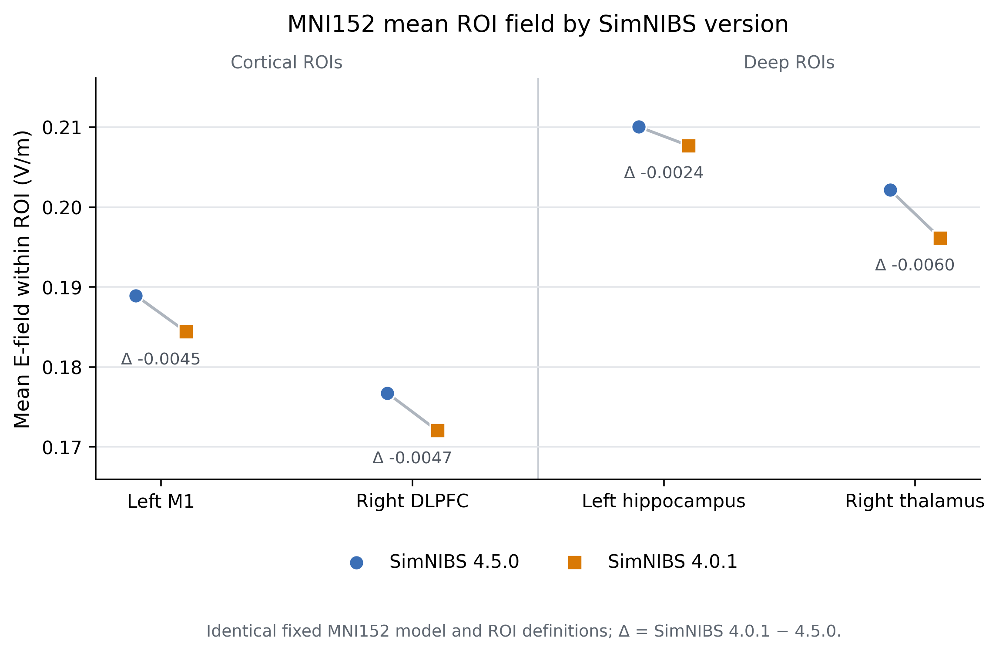 MNI152 mean ROI field by SimNIBS version
Cortical ROIs
Deep ROIs
Mean E-field within ROI (V/m)
0.21
0.20
0.19
0.18
0.17
Δ -0.0045
Δ -0.0047
Δ -0.0024
Δ -0.0060
Left M1
Right DLPFC
Left hippocampus
Right thalamus
SimNIBS 4.5.0
SimNIBS 4.0.1
Identical fixed MNI152 model and ROI definitions; Δ = SimNIBS 4.0.1 − 4.5.0.